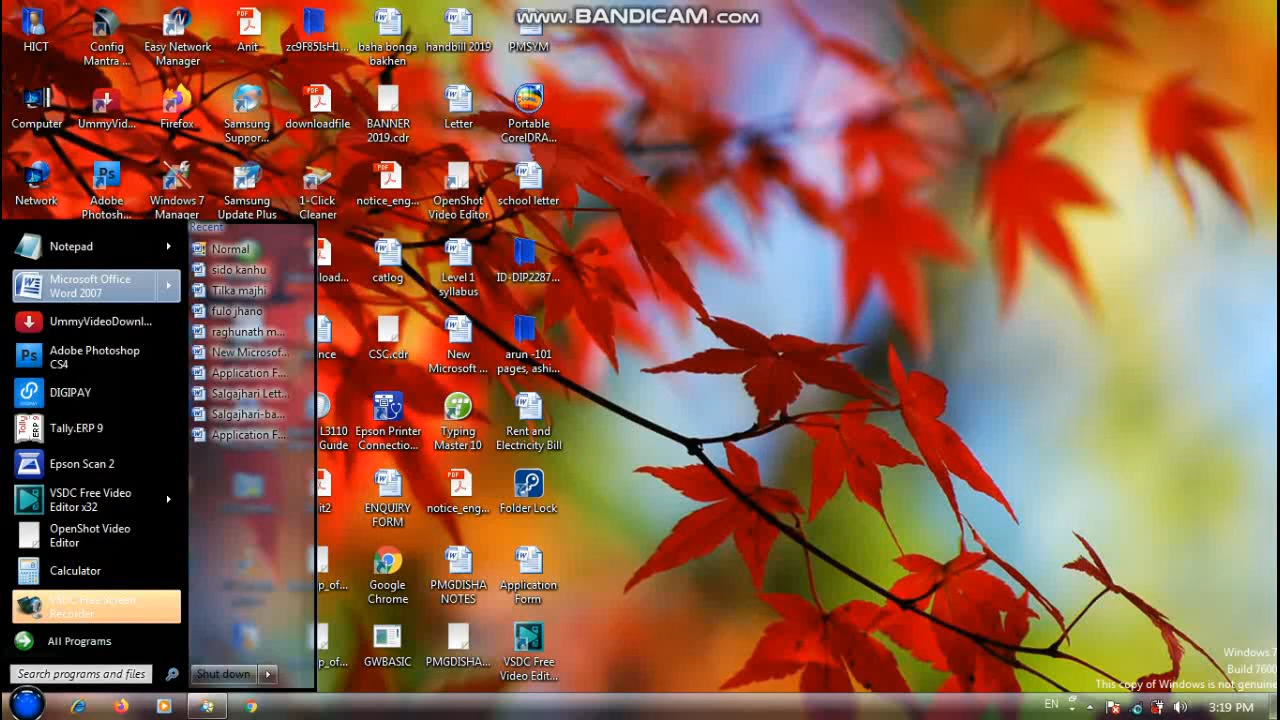 www.BANDICAM.com
HICT
Config
Mantra ...
Easy Network
Manager
Anit
zc9F85IsH1...
baha bonga
bakhen
handbill 2019
PMSYM
Computer
UmmyVid...
Firefox
Samsung
Suppor...
downloadfile
BANNER
2019.cdr
Letter
Portable
CorelDRA...
Network
Adobe
Photosh...
Windows 7
Manager
Samsung
Update Plus
1-Click
Cleaner
notice_eng...
OpenShot
Video Editor
school letter
Recent
Notepad
Microsoft Office
Word 2007
UmmyVideoDownl...
Adobe Photoshop
CS4
DIGIPAY
Tally.ERP 9
Epson Scan 2
VSDC Free Video
Editor x32
OpenShot Video
Editor
Calculator
VSDC Free Screen
Recorder
All Programs
Search programs and files
Normal
sido kanhu
Tilka majhi
fulo jhano
raghunath m...
New Microsof...
Application F...
Salgajhari Lett...
Salgajhari-ba...
Application F...
Shut down
load...
catlog
Level 1
syllabus
ID-DIP2287...
nce
CSC.cdr
New
Microsoft ...
arun -101
pages, ashi...
L3110
Guide
Epson Printer
Connectio...
Typing
Master 10
Rent and
Electricity Bill
it2
ENQUIRY
FORM
notice_eng...
Folder Lock
p_of...
Google
Chrome
PMGDISHA
NOTES
Application
Form
p_of...
GWBASIC
PMGDISHA...
VSDC Free
Video Edit...
Windows 7
Build 7600
This copy of Windows is not genuine
EN
3:19 PM